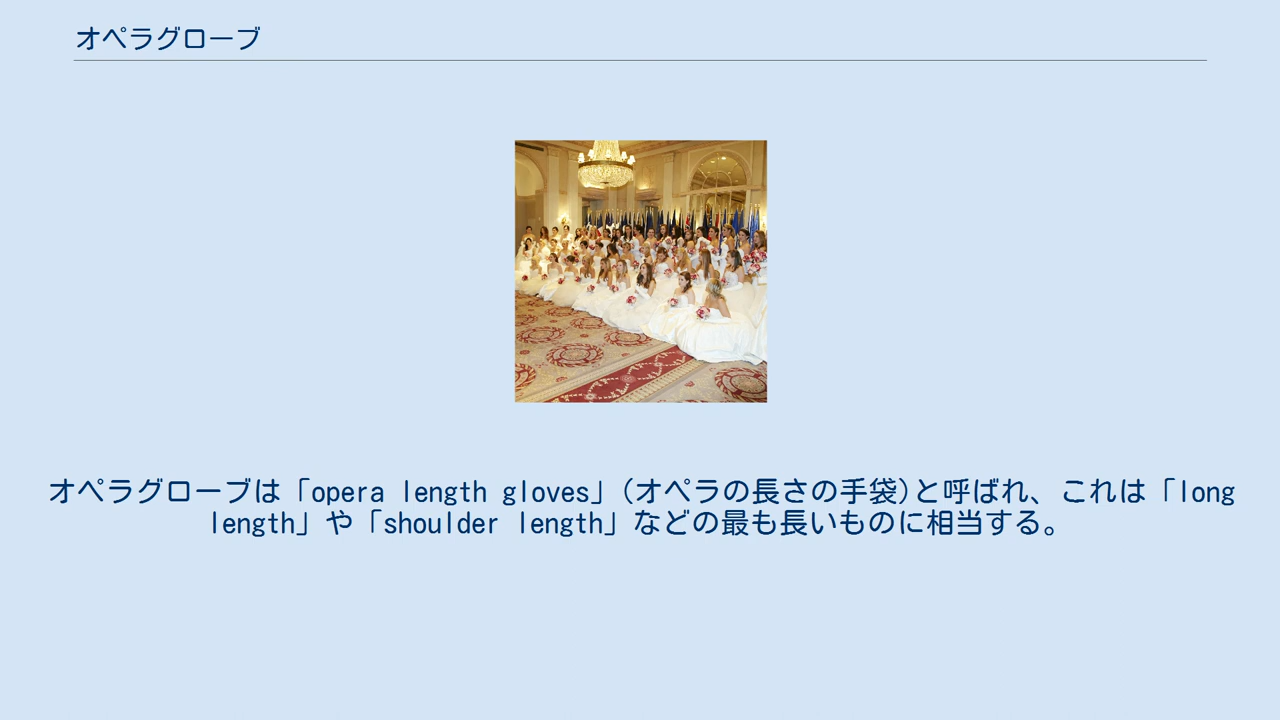 オペラグローブ
オペラグローブは「opera length gloves」(オペラの長さの手袋)と呼ばれ、これは「long
length」や「shoulder length」などの最も長いものに相当する。